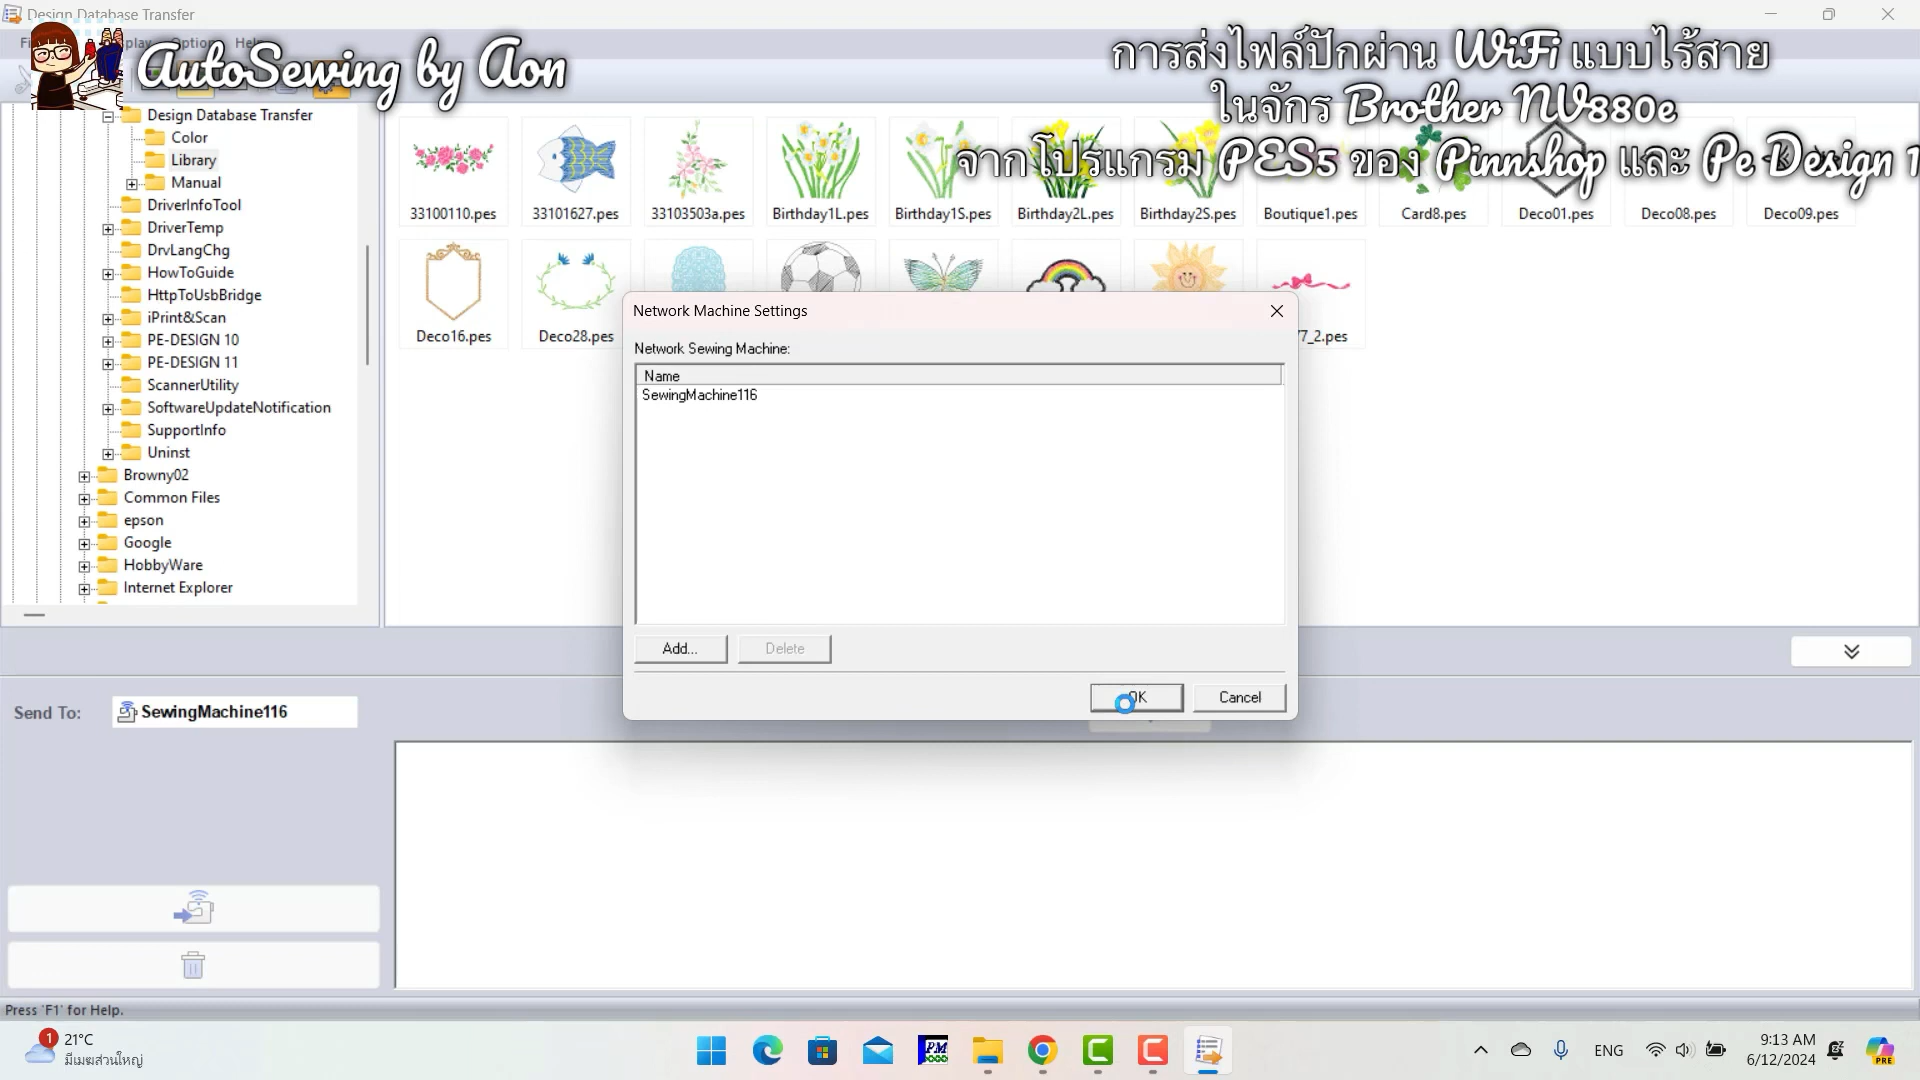 Design Database Transfer
Option
AutoSewing by Aon
การส่งไฟล์ปักผ่าน WiFi แบบไร้สาย
ในจักร Brother NV880e
จากโปรแกรม PES5 ของ Pinnshop และ Pe Design 1
Design Database Transfer
Color
Library
Manual
DriverInfoTool
DriverTemp
DrvLangChg
HowToGuide
HttpToUsbBridge
iPrint&Scan
PE-DESIGN 10
PE-DESIGN 11
ScannerUtility
SoftwareUpdateNotification
SupportInfo
Uninst
Browny02
Common Files
epson
Google
HobbyWare
Internet Explorer
33100110.pes
33101627.pes
33103503a.pes
Birthday1L.pes
Birthday1S.pes
Birthday2L.pes
Birthday2S.pes
Boutique1.pes
Card8.pes
Deco01.pes
Deco08.pes
Deco09.pes
Deco16.pes
Deco28.pes
7_2.pes
Network Machine Settings
Network Sewing Machine:
Name
SewingMachine116
Add...
Delete
OK
Cancel
Send To:
SewingMachine116
Press 'F1' for Help.
1
21°C
มีเมฆส่วนใหญ่
PM
ENG
9:13 AM
6/12/2024
PRE